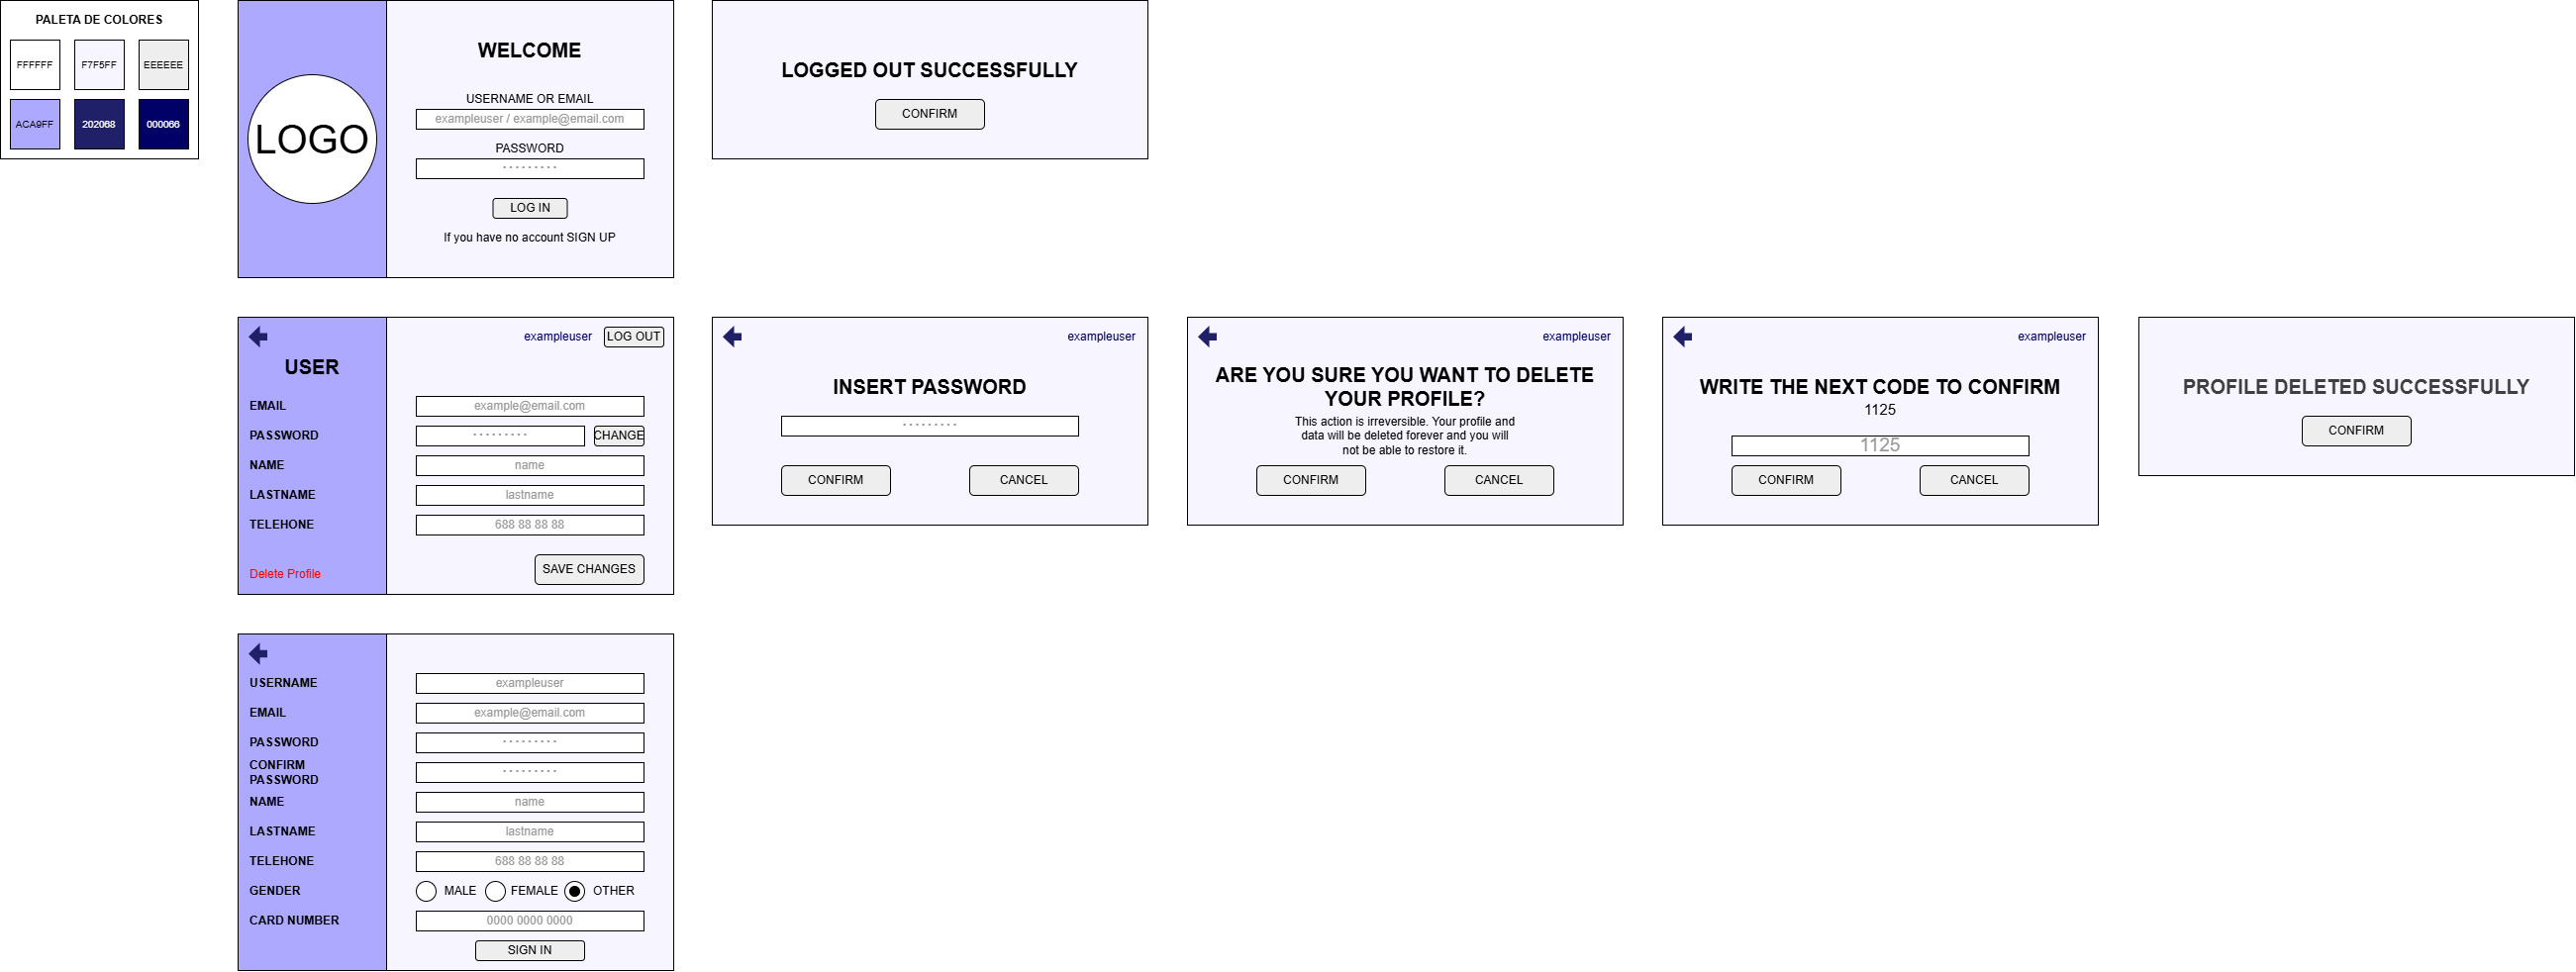 PALETA DE COLORES
FFFFFF
F7F5FF
EEEEEE
ACA9FF
202068
000066
LOGO
WELCOME
USERNAME OR EMAIL
exampleuser / example@email.com
PASSWORD
· · · · · · · · ·
LOG IN
If you have no account SIGN UP
LOGGED OUT SUCCESSFULLY
CONFIRM
exampleuser
LOG OUT
USER
EMAIL
example@email.com
PASSWORD
· · · · · · · · ·
CHANGE
NAME
name
LASTNAME
lastname
TELEHONE
688 88 88 88
Delete Profile
SAVE CHANGES
exampleuser
INSERT PASSWORD
· · · · · · · · ·
CONFIRM
CANCEL
exampleuser
ARE YOU SURE YOU WANT TO DELETE
YOUR PROFILE?
This action is irreversible. Your profile and
data will be deleted forever and you will
not be able to restore it.
CONFIRM
CANCEL
exampleuser
WRITE THE NEXT CODE TO CONFIRM
1125
1125
CONFIRM
CANCEL
PROFILE DELETED SUCCESSFULLY
CONFIRM
USERNAME
exampleuser
EMAIL
example@email.com
PASSWORD
· · · · · · · · ·
CONFIRM
PASSWORD
· · · · · · · · ·
NAME
name
LASTNAME
lastname
TELEHONE
688 88 88 88
GENDER
MALE
FEMALE
OTHER
CARD NUMBER
0000 0000 0000
SIGN IN